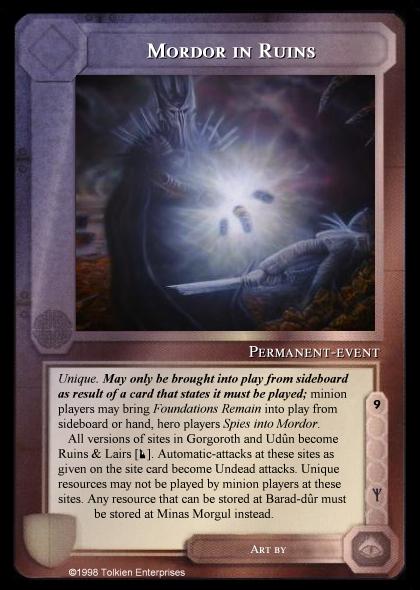 MORDOR IN RUINS
PERMANENT-EVENT
Unique. May only be brought into play from sideboard
as result of a card that states it must be played; minion
players may bring Foundations Remain into play from
sideboard or hand, hero players Spies into Mordor.
All versions of sites in Gorgoroth and Udûn become
Ruins & Lairs []. Automatic-attacks at these sites as
given on the site card become Undead attacks. Unique
resources may not be played by minion players at these
sites. Any resource that can be stored at Barad-dûr must
be stored at Minas Morgul instead.
9
ART BY
©1998 Tolkien Enterprises